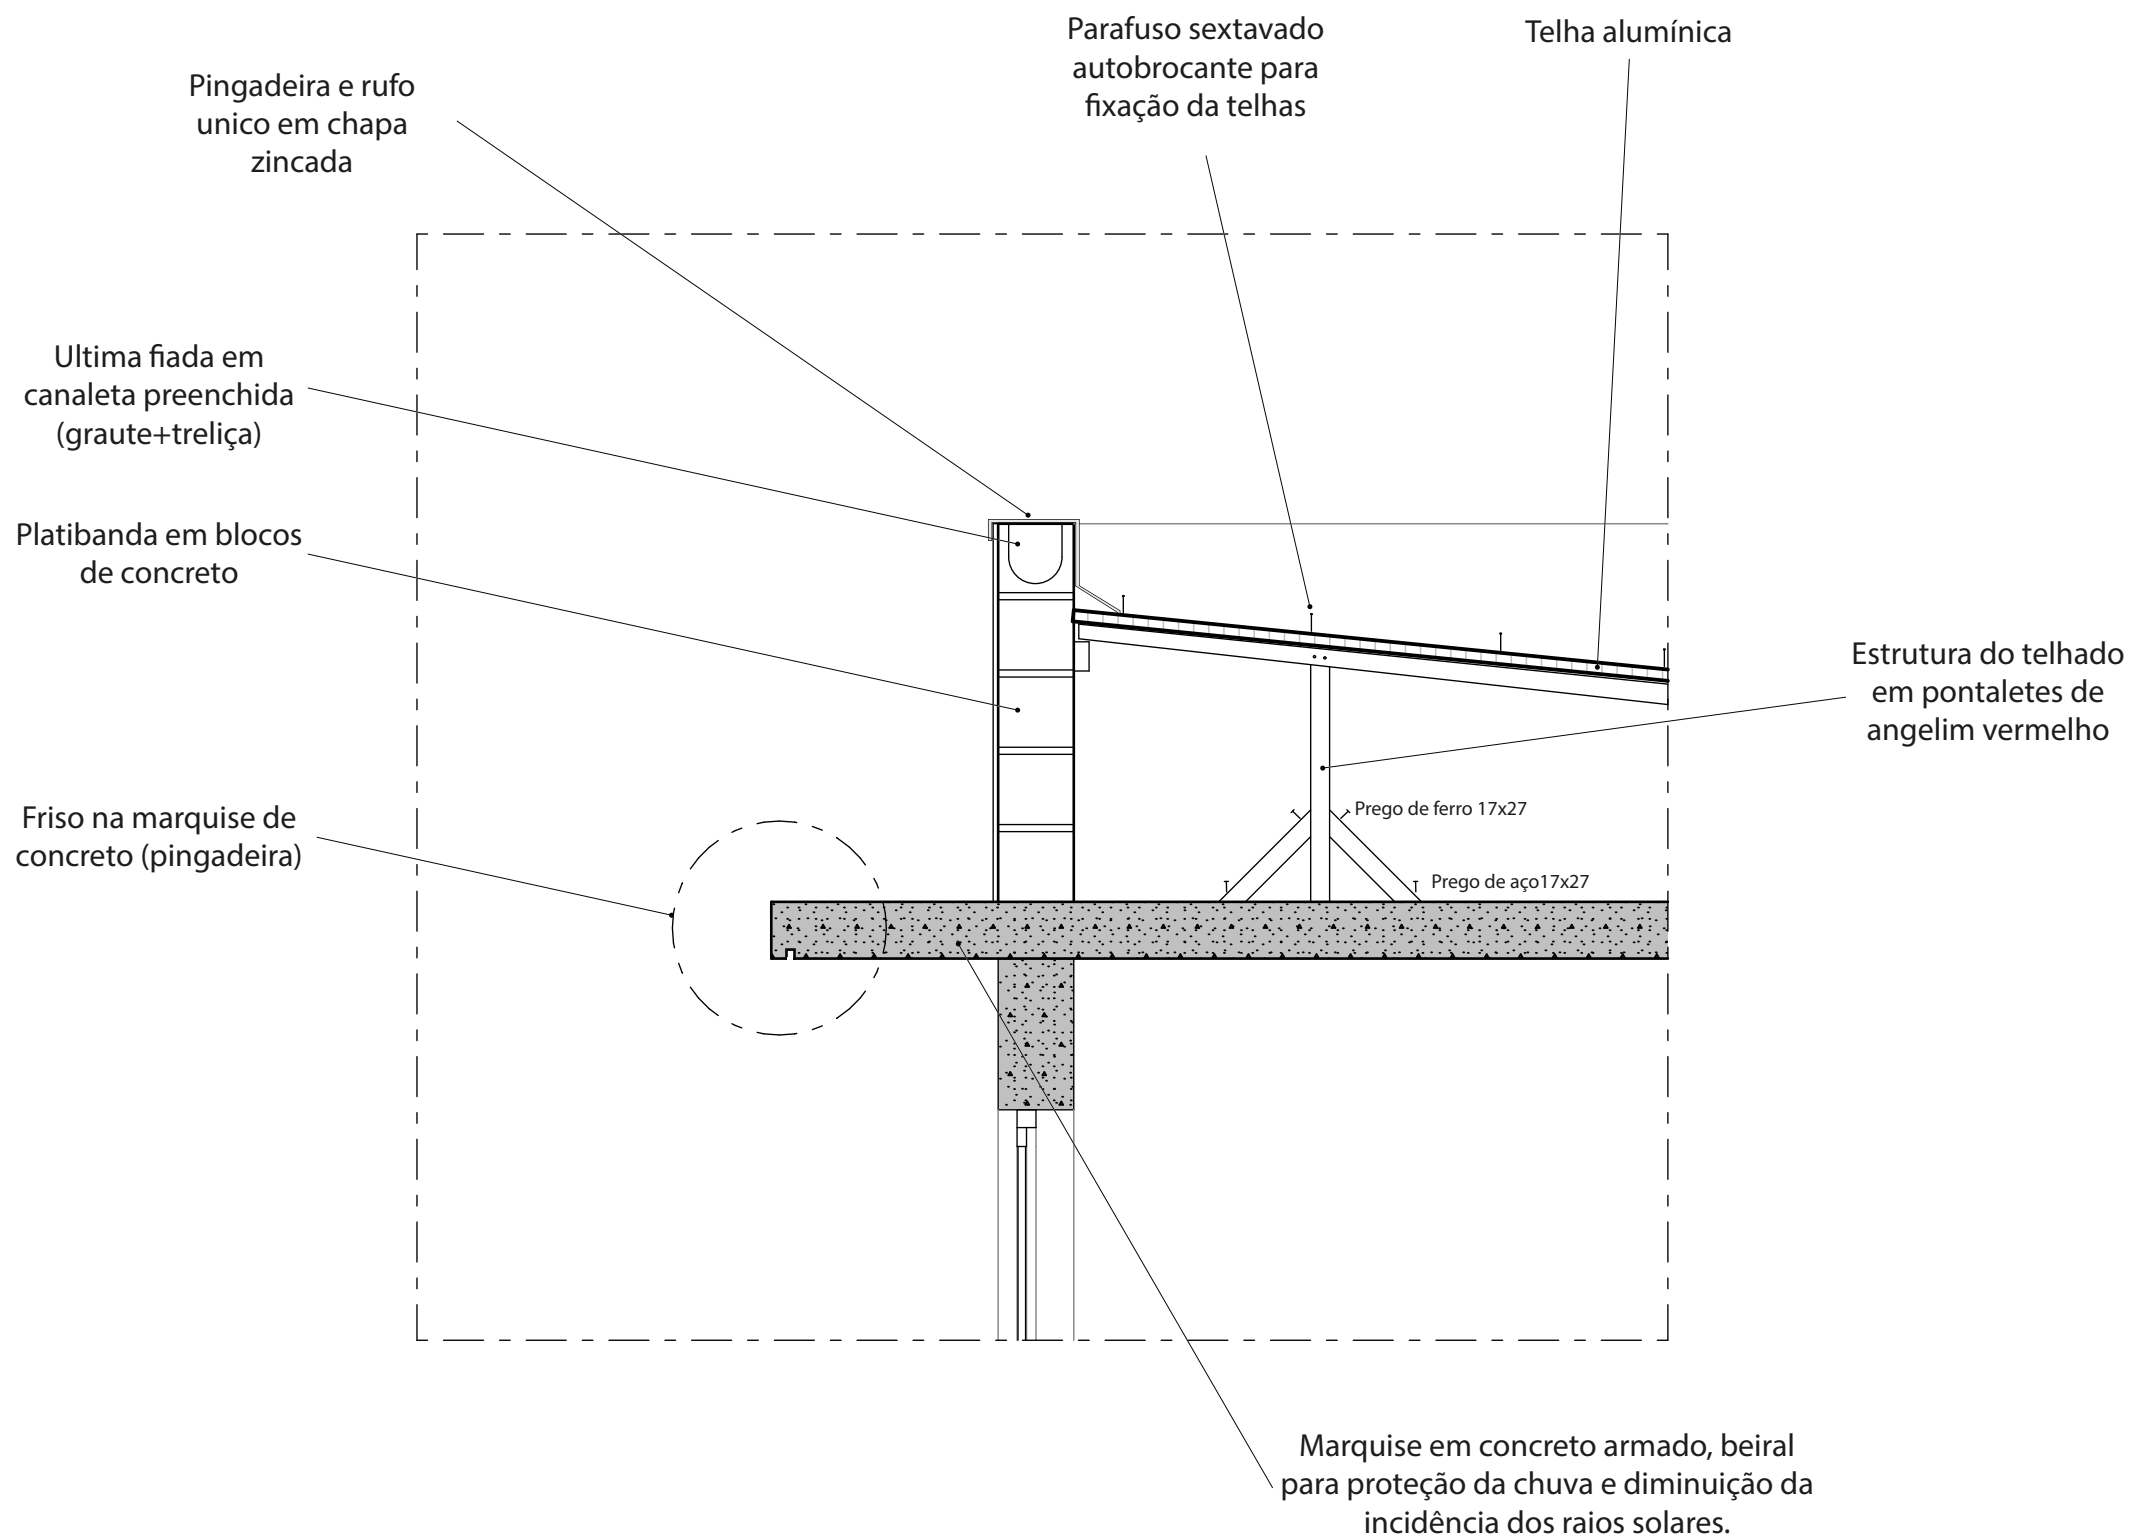 Parafuso sextavado
autobrocante para
fixação da telhas
Telha alumínica
Pingadeira e rufo
unico em chapa
zincada
Ultima fiada em
canaleta preenchida
(graute+treliça)
Platibanda em blocos
de concreto
Estrutura do telhado
em pontaletes de
angelim vermelho
Friso na marquise de
concreto (pingadeira)
Prego de ferro 17x27
Prego de aço17x27
Marquise em concreto armado, beiral
para proteção da chuva e diminuição da
incidência dos raios solares.